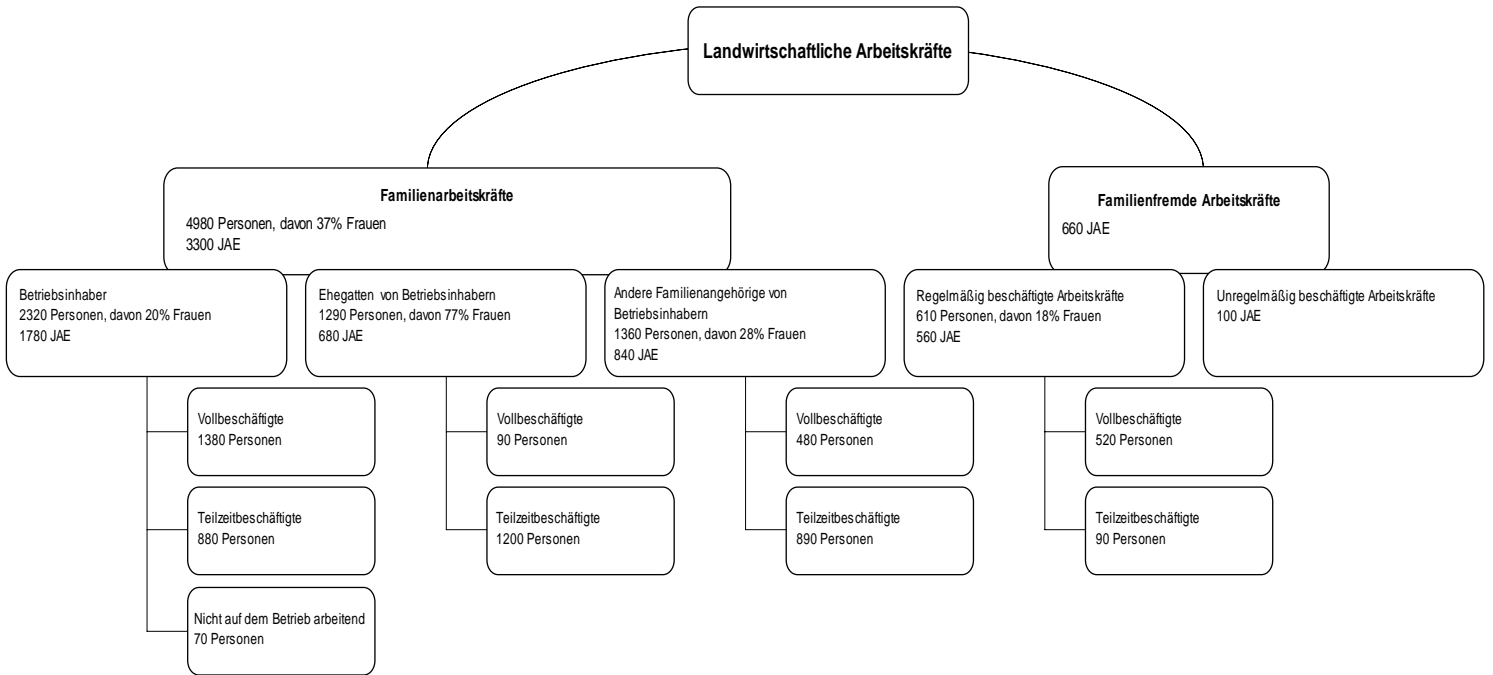 Landwirtschaftliche Arbeitskräfte
Familienarbeitskräfte
4980 Personen, davon 37% Frauen
3300 JAE
Familienfremde Arbeitskräfte
660 JAE
Betriebsinhaber
2320 Personen, davon 20% Frauen
1780 JAE
Ehegatten von Betriebsinhabern
1290 Personen, davon 77% Frauen
680 JAE
Andere Familienangehörige von
Betriebsinhabern
1360 Personen, davon 28% Frauen
840 JAE
Regelmäßig beschäftigte Arbeitskräfte
610 Personen, davon 18% Frauen
560 JAE
Unregelmäßig beschäftigte Arbeitskräfte
100 JAE
Vollbeschäftigte
1380 Personen
Teilzeitbeschäftigte
880 Personen
Nicht auf dem Betrieb arbeitend
70 Personen
Vollbeschäftigte
90 Personen
Teilzeitbeschäftigte
1200 Personen
Vollbeschäftigte
480 Personen
Teilzeitbeschäftigte
890 Personen
Vollbeschäftigte
520 Personen
Teilzeitbeschäftigte
90 Personen